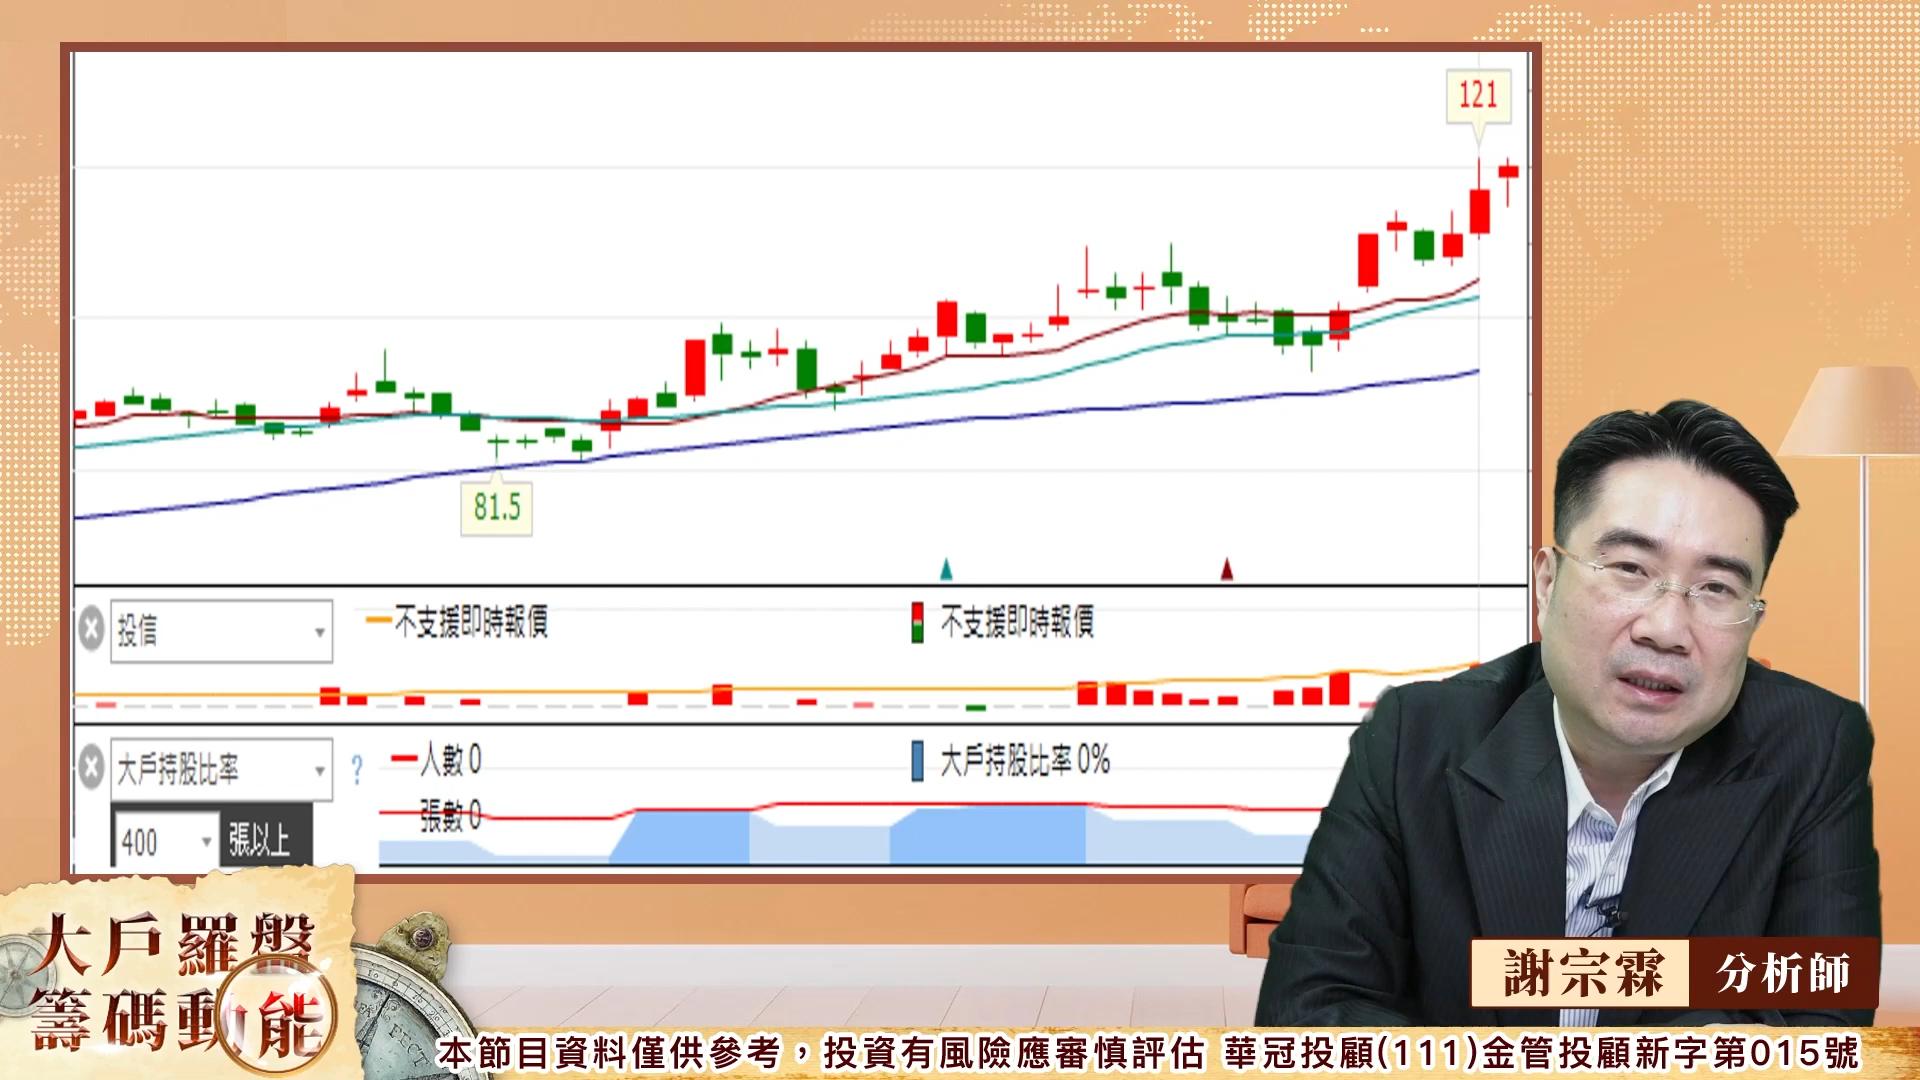 121
81.5
投信
不支援即時報價
不支援即時報價
大戶持股比率
?
人數 0
大戶持股比率 0%
張數 0
400
張以上
大戶羅盤
籌碼動能
謝宗霖
分析師
本節目資料僅供參考，投資有風險應審慎評估 華冠投顧(111)金管投顧新字第015號